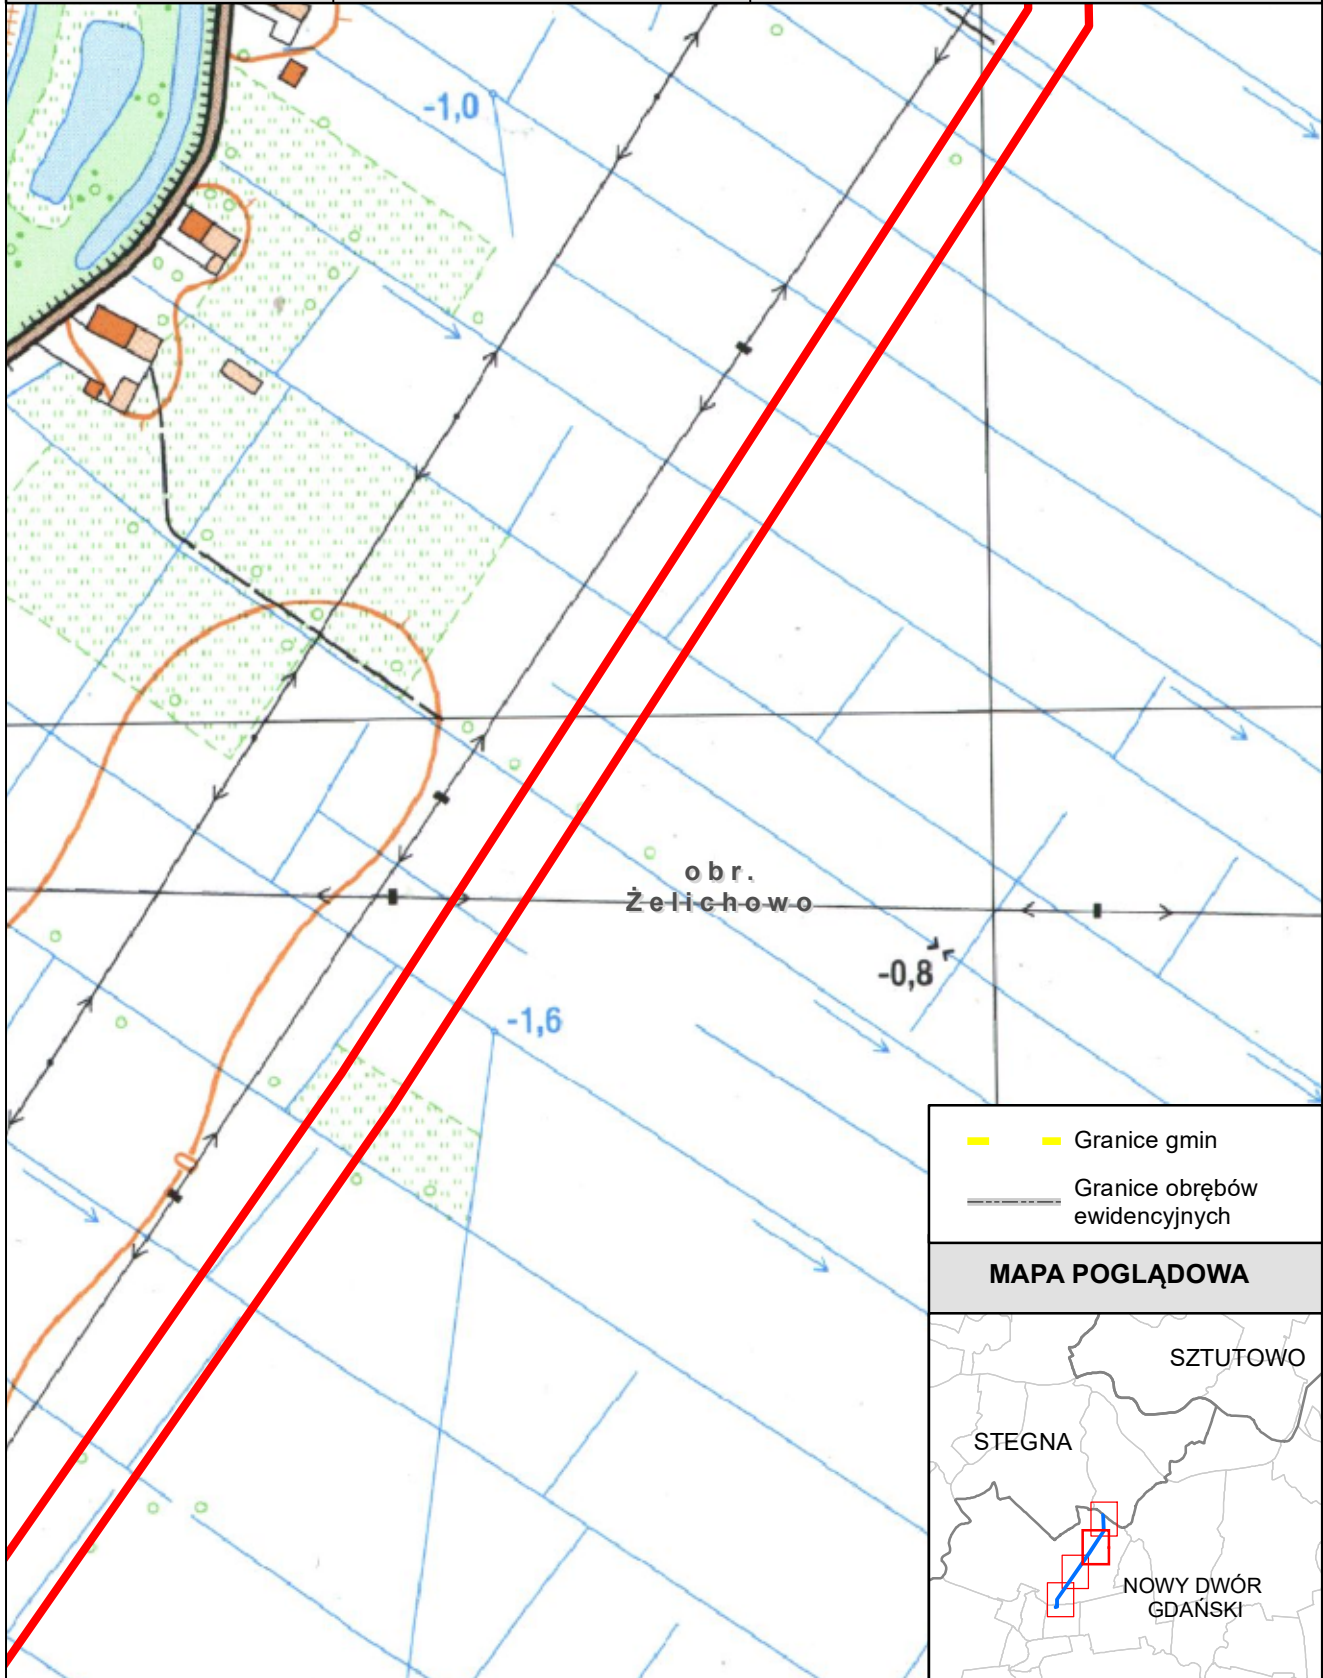 -1,0
obr.
Żelichowo
-0,8
-1,6
Granice gmin
Granice obrębów
ewidencyjnych
MAPA POGLĄDOWA
SZTUTOWO
STEGNA
NOWY DWÓR
GDAŃSKI